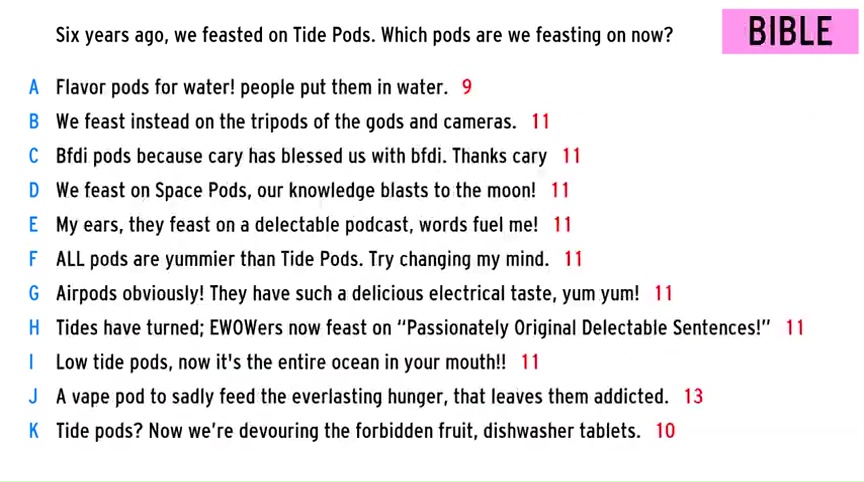 Six years ago, we feasted on Tide Pods. Which pods are we feasting on now?
BIBLE
A Flavor pods for water! people put them in water. 9
B We feast instead on the tripods of the gods and cameras. 11
C Bfdi pods because cary has blessed us with bfdi. Thanks cary 11
D We feast on Space Pods, our knowledge blasts to the moon! 11
E My ears, they feast on a delectable podcast, words fuel me! 11
F ALL pods are yummier than Tide Pods. Try changing my mind. 11
G Airpods obviously! They have such a delicious electrical taste, yum yum! 11
H Tides have turned; EWOWers now feast on “Passionately Original Delectable Sentences!” 11
I Low tide pods, now it's the entire ocean in your mouth!! 11
J A vape pod to sadly feed the everlasting hunger, that leaves them addicted. 13
K Tide pods? Now we’re devouring the forbidden fruit, dishwasher tablets. 10